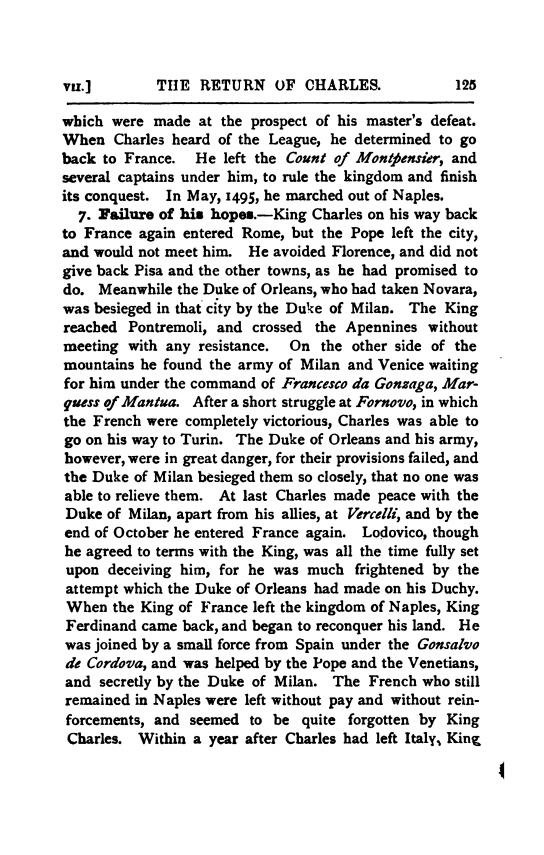 VII.] THE RETURN OF CHARLES. 125
which were made at the prospect of his master's defeat.
When Charles heard of the League, he determined to go
back to France. He left the Count of Montpensier, and
several captains under him, to rule the kingdom and finish
its conquest. In May, 1495, he marched out of Naples.
7. Failure of his hopes.—King Charles on his way back
to France again entered Rome, but the Pope left the city,
and would not meet him. He avoided Florence, and did not
give back Pisa and the other towns, as he had promised to
do. Meanwhile the Duke of Orleans, who had taken Novara,
was besieged in that city by the Duke of Milan. The King
reached Pontremoli, and crossed the Apennines without
meeting with any resistance. On the other side of the
mountains he found the army of Milan and Venice waiting
for him under the command of Francesco da Gonzaga, Mar-
quess of Mantua. After a short struggle at Fornovo, in which
the French were completely victorious, Charles was able to
go on his way to Turin. The Duke of Orleans and his army,
however, were in great danger, for their provisions failed, and
the Duke of Milan besieged them so closely, that no one was
able to relieve them. At last Charles made peace with the
Duke of Milan, apart from his allies, at Vercelli, and by the
end of October he entered France again. Lodovico, though
he agreed to terms with the King, was all the time fully set
upon deceiving him, for he was much frightened by the
attempt which the Duke of Orleans had made on his Duchy.
When the King of France left the kingdom of Naples, King
Ferdinand came back, and began to reconquer his land. He
was joined by a small force from Spain under the Gonsalvo
de Cordova, and was helped by the Pope and the Venetians,
and secretly by the Duke of Milan. The French who still
remained in Naples were left without pay and without rein-
forcements, and seemed to be quite forgotten by King
Charles. Within a year after Charles had left Italy, King